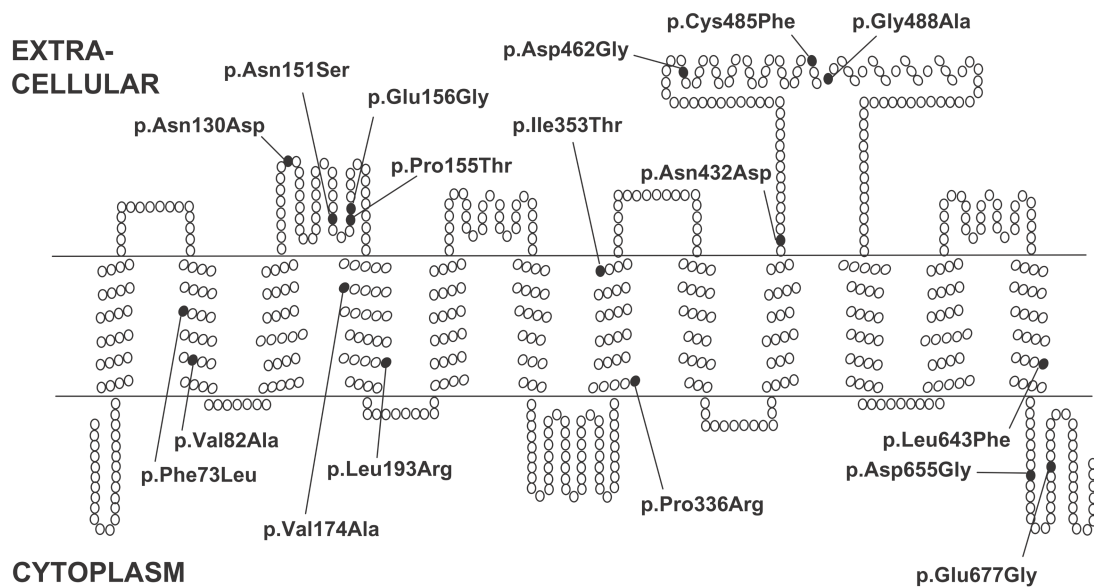 EXTRA-
CELLULAR
p.Cys485Phe
p.Gly488Ala
p.Asp462Gly
p.Asn151Ser
p.Glu156Gly
p.Asn130Asp
p.Ile353Thr
p.Pro155Thr
p.Asn432Asp
p.Val82Ala
p.Leu643Phe
p.Phe73Leu
p.Leu193Arg
p.Asp655Gly
p.Pro336Arg
p.Val174Ala
CYTOPLASM
p.Glu677Gly